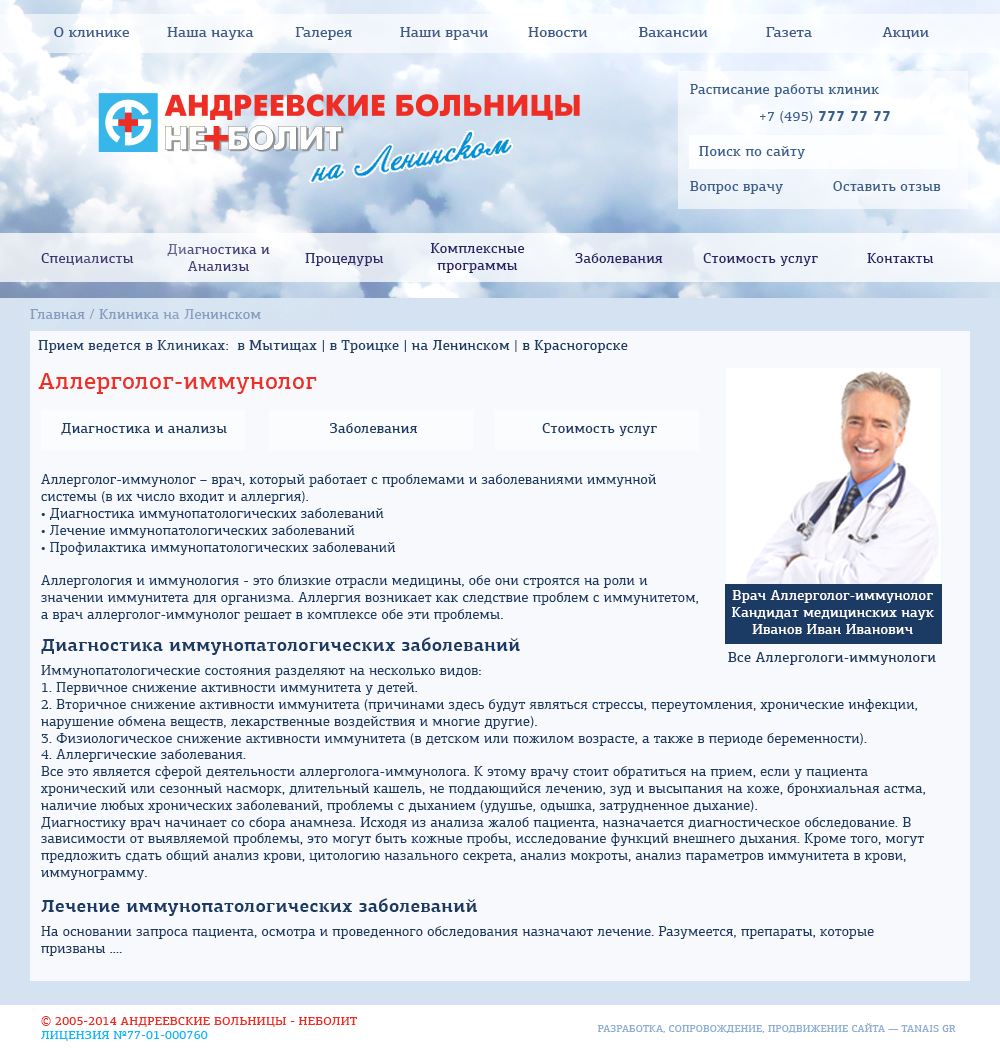 О клинике Наша наука Галерея Наши врачи Новости Вакансии Газета Акции
АНДРЕЕВСКИЕ БОЛЬНИЦЫ
НЕ+БОЛИТ
на Ленинском
Расписание работы клиник
+7 (495) 777 77 77
Поиск по сайту
Вопрос врачу Оставить отзыв
Специалисты Диагностика и Анализы Процедуры Комплексные программы Заболевания Стоимость услуг Контакты
Главная / Клиника на Ленинском
Прием ведется в Клиниках: в Мытищах | в Троицке | на Ленинском | в Красногорске
Аллерголог-иммунолог
Диагностика и анализы Заболевания Стоимость услуг
Аллерголог-иммунолог – врач, который работает с проблемами и заболеваниями иммунной
системы (в их число входит и аллергия).
• Диагностика иммунопатологических заболеваний
• Лечение иммунопатологических заболеваний
• Профилактика иммунопатологических заболеваний
Аллергология и иммунология - это близкие отрасли медицины, обе они строятся на роли и
значении иммунитета для организма. Аллергия возникает как следствие проблем с иммунитетом,
а врач аллерголог-иммунолог решает в комплексе обе эти проблемы.
Врач Аллерголог-иммунолог
Кандидат медицинских наук
Иванов Иван Иванович
Все Аллергологи-иммунологи
Диагностика иммунопатологических заболеваний
Иммунопатологические состояния разделяют на несколько видов:
1. Первичное снижение активности иммунитета у детей.
2. Вторичное снижение активности иммунитета (причинами здесь будут являться стрессы, переутомления, хронические инфекции,
нарушение обмена веществ, лекарственные воздействия и многие другие).
3. Физиологическое снижение активности иммунитета (в детском или пожилом возрасте, а также в периоде беременности).
4. Аллергические заболевания.
Все это является сферой деятельности аллерголога-иммунолога. К этому врачу стоит обратиться на прием, если у пациента
хронический или сезонный насморк, длительный кашель, не поддающийся лечению, зуд и высыпания на коже, бронхиальная астма,
наличие любых хронических заболеваний, проблемы с дыханием (удушье, одышка, затрудненное дыхание).
Диагностику врач начинает со сбора анамнеза. Исходя из анализа жалоб пациента, назначается диагностическое обследование. В
зависимости от выявляемой проблемы, это могут быть кожные пробы, исследование функций внешнего дыхания. Кроме того, могут
предложить сдать общий анализ крови, цитологию назального секрета, анализ мокроты, анализ параметров иммунитета в крови,
иммунограмму.
Лечение иммунопатологических заболеваний
На основании запроса пациента, осмотра и проведенного обследования назначают лечение. Разумеется, препараты, которые
призваны ....
© 2005-2014 АНДРЕЕВСКИЕ БОЛЬНИЦЫ - НЕБОЛИТ
ЛИЦЕНЗИЯ №77-01-000760
РАЗРАБОТКА, СОПРОВОЖДЕНИЕ, ПРОДВИЖЕНИЕ САЙТА — TANAIS GR